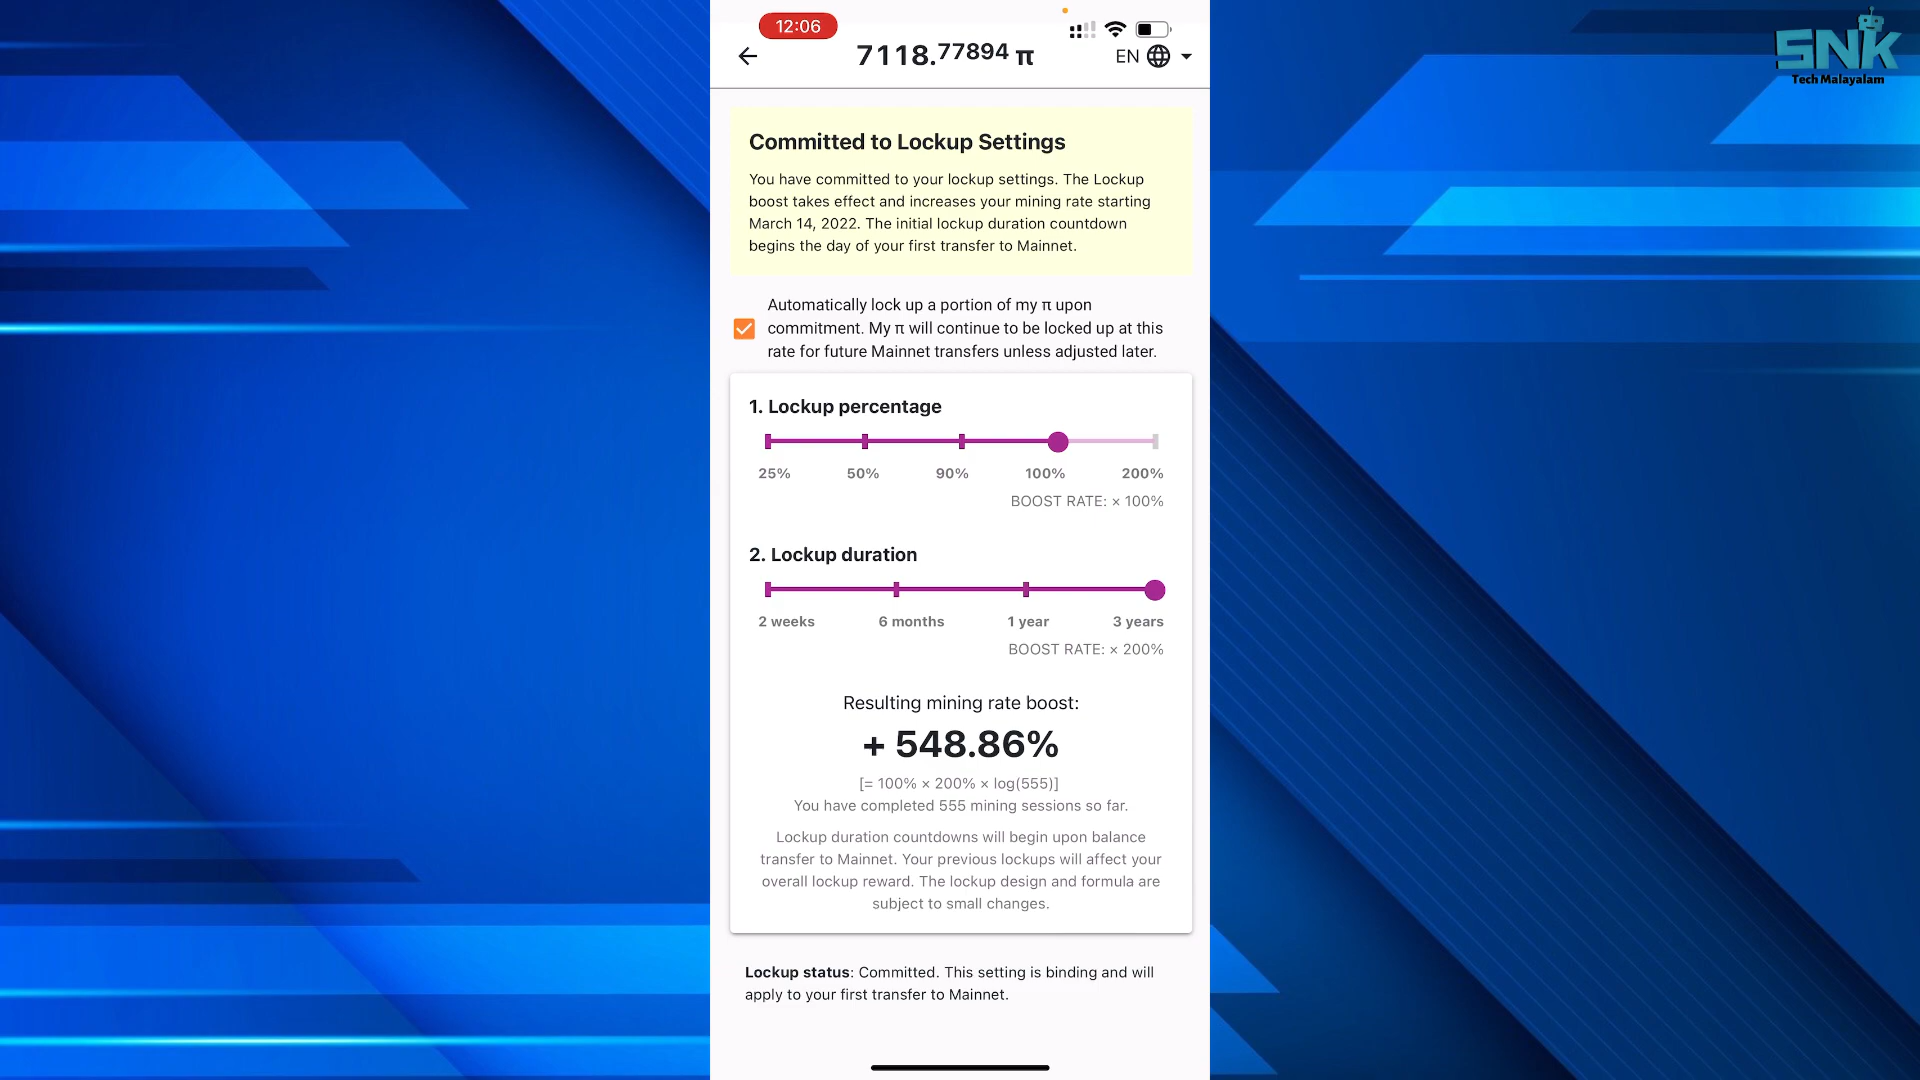 12:06
7118.77894 π
EN
SNK
Tech Malayalam
Committed to Lockup Settings
You have committed to your lockup settings. The Lockup
boost takes effect and increases your mining rate starting
March 14, 2022. The initial lockup duration countdown
begins the day of your first transfer to Mainnet.
Automatically lock up a portion of my π upon
commitment. My π will continue to be locked up at this
rate for future Mainnet transfers unless adjusted later.
1. Lockup percentage
25% 50% 90% 100% 200%
BOOST RATE: × 100%
2. Lockup duration
2 weeks 6 months 1 year 3 years
BOOST RATE: × 200%
Resulting mining rate boost:
+ 548.86%
[= 100% × 200% × log(555)]
You have completed 555 mining sessions so far.
Lockup duration countdowns will begin upon balance
transfer to Mainnet. Your previous lockups will affect your
overall lockup reward. The lockup design and formula are
subject to small changes.
Lockup status: Committed. This setting is binding and will
apply to your first transfer to Mainnet.